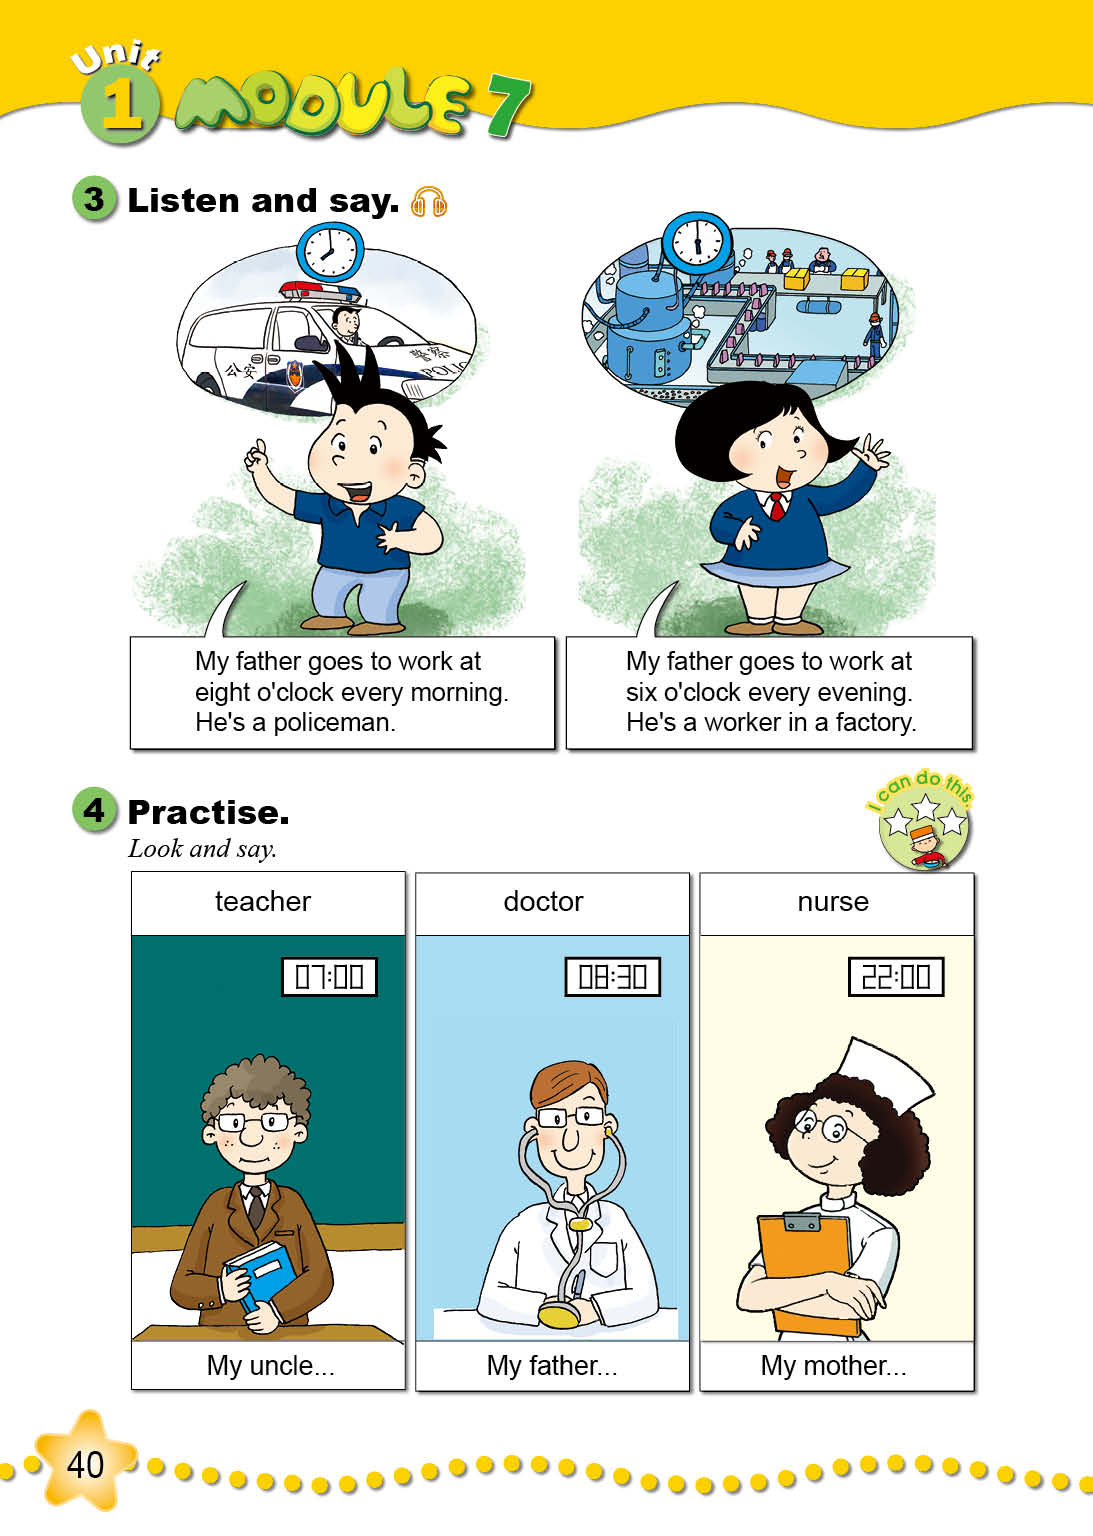 Unit
1 MODULE 7
3 Listen and say.
公安
警察
POLIC
My father goes to work at
eight o'clock every morning.
He's a policeman.
My father goes to work at
six o'clock every evening.
He's a worker in a factory.
4 Practise.
I can do this.
Look and say.
teacher
07:00
My uncle...
doctor
08:30
My father...
nurse
22:00
My mother...
40